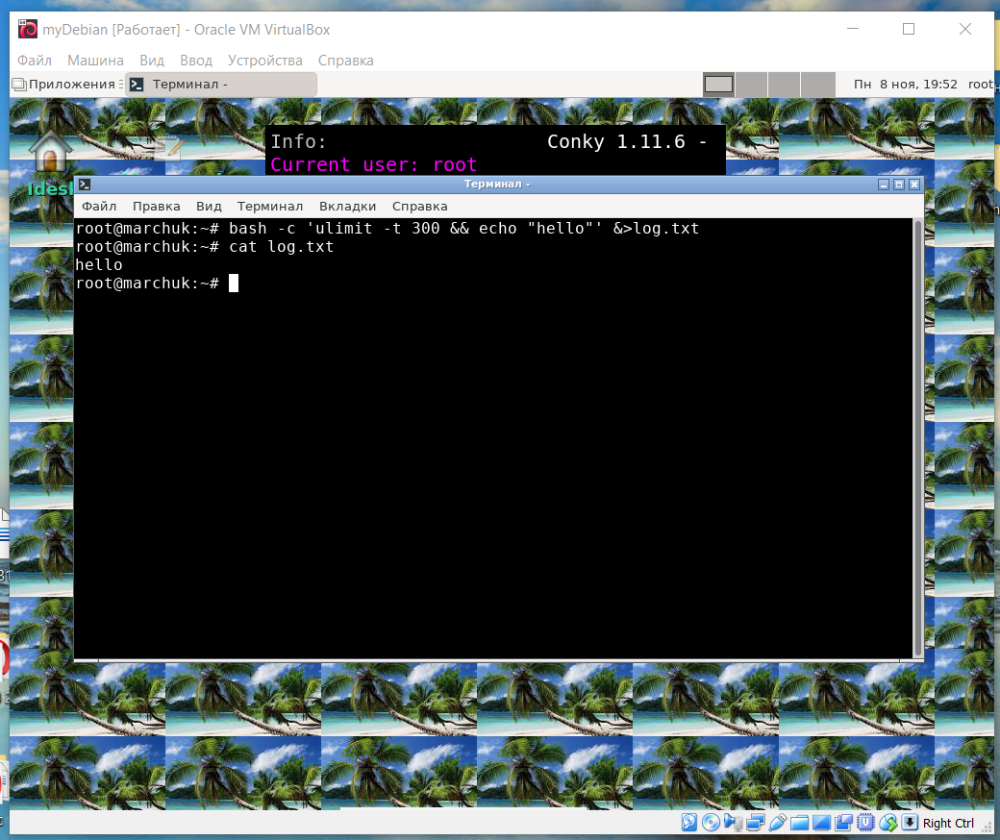 myDebian [Работает] - Oracle VM VirtualBox
Файл Машина Вид Ввод Устройства Справка
Приложения Терминал - Пн 8 ноя, 19:52 root
Info: Conky 1.11.6 -
Current user: root
Терминал -
Файл Правка Вид Терминал Вкладки Справка
root@marchuk:~# bash -c 'ulimit -t 300 && echo "hello"' &>log.txt
root@marchuk:~# cat log.txt
hello
root@marchuk:~#
Right Ctrl